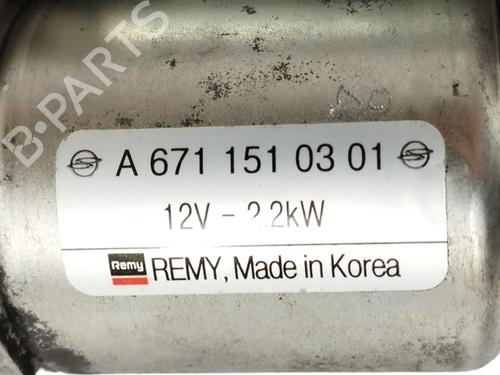 B-PARTS
A 671 151 03 01
12V - 2.2kW
Remy REMY, Made in Korea